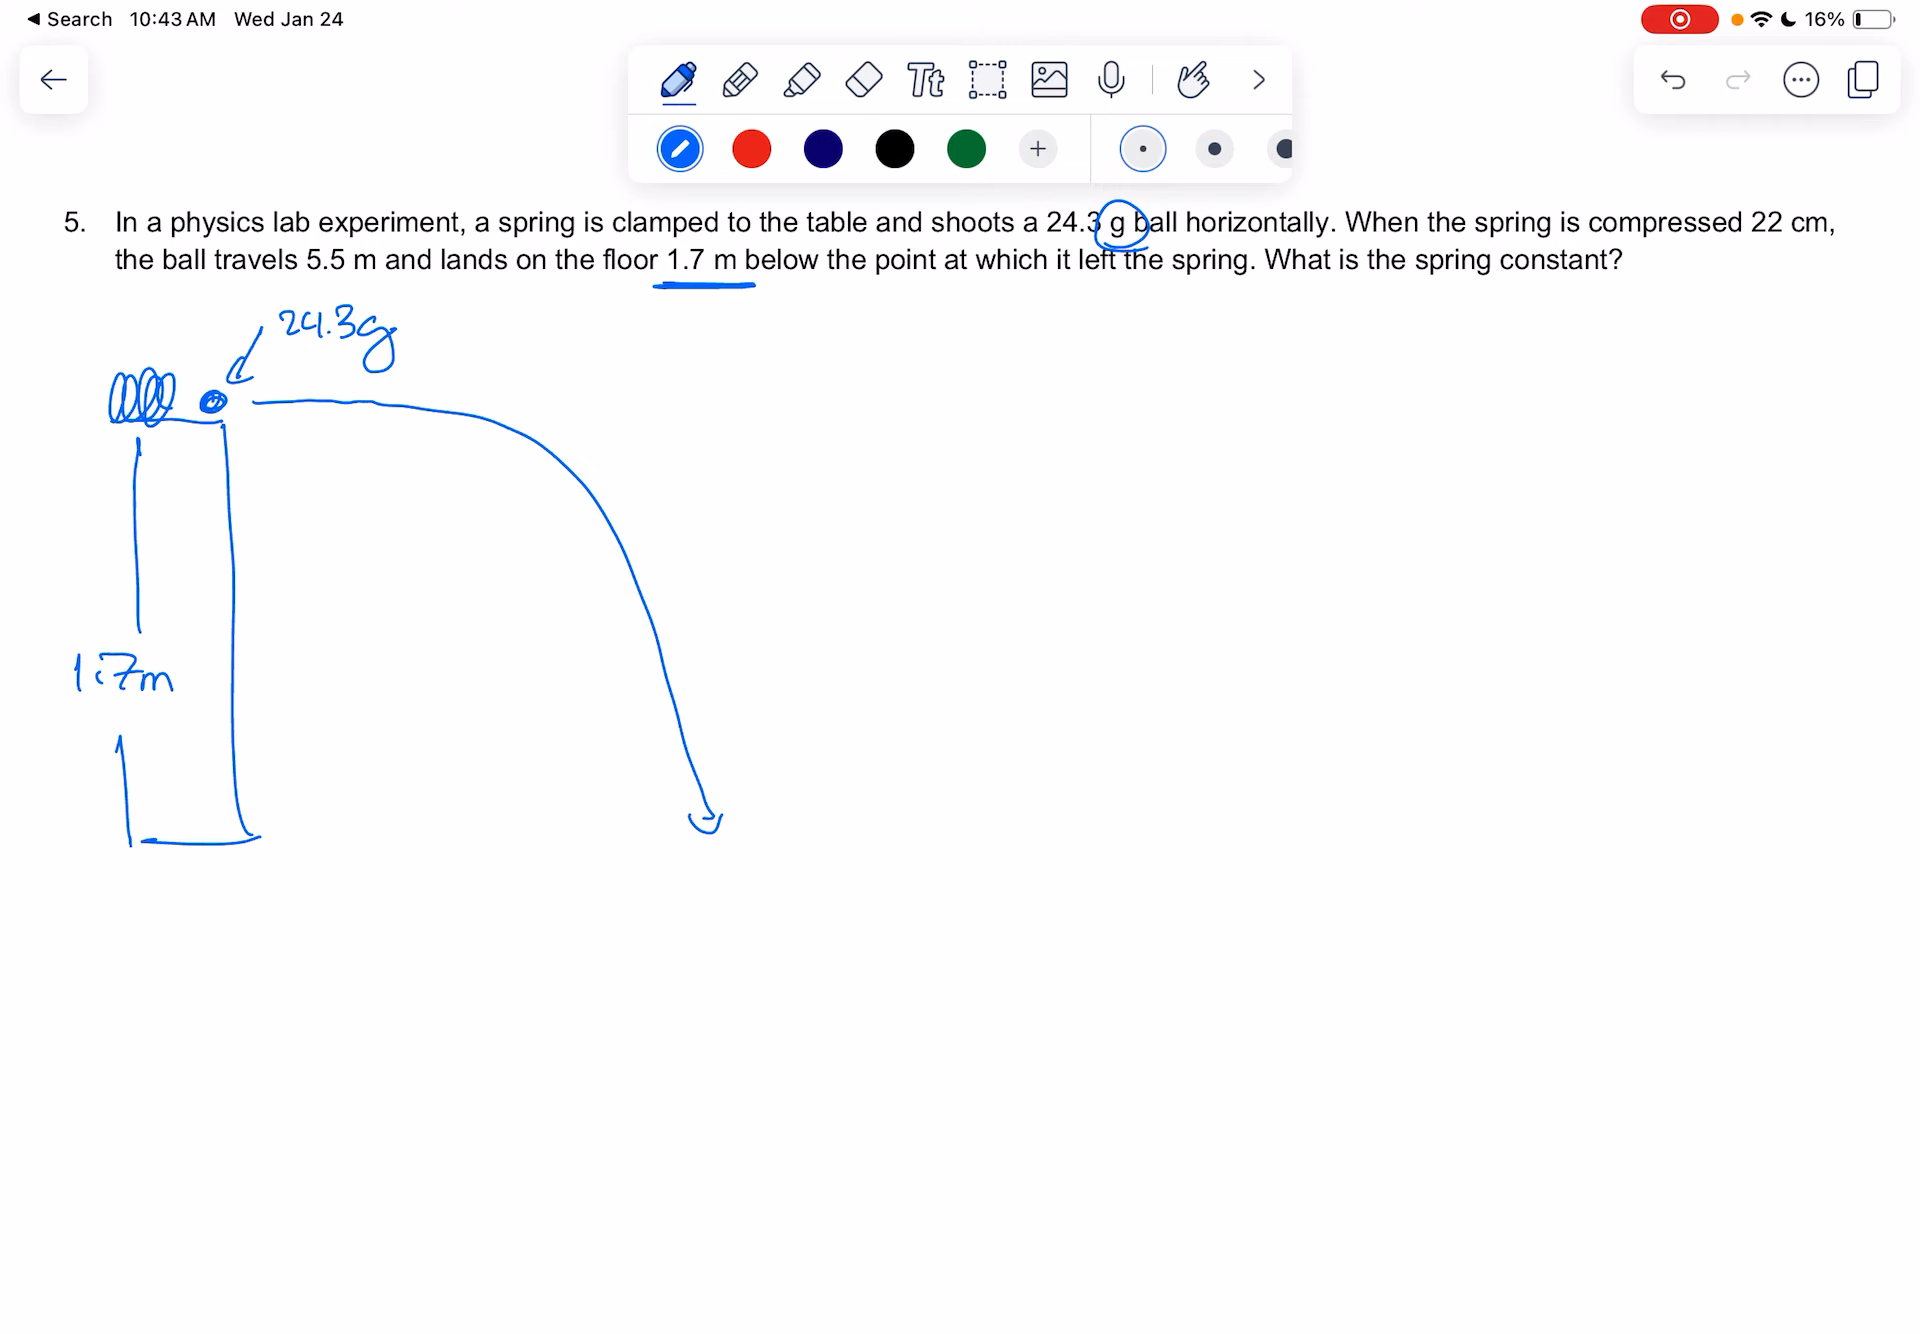 ◀ Search 10:43 AM Wed Jan 24
16%
Tt
5. In a physics lab experiment, a spring is clamped to the table and shoots a 24.3 g ball horizontally. When the spring is compressed 22 cm,
the ball travels 5.5 m and lands on the floor 1.7 m below the point at which it left the spring. What is the spring constant?
24.3g
1.7m